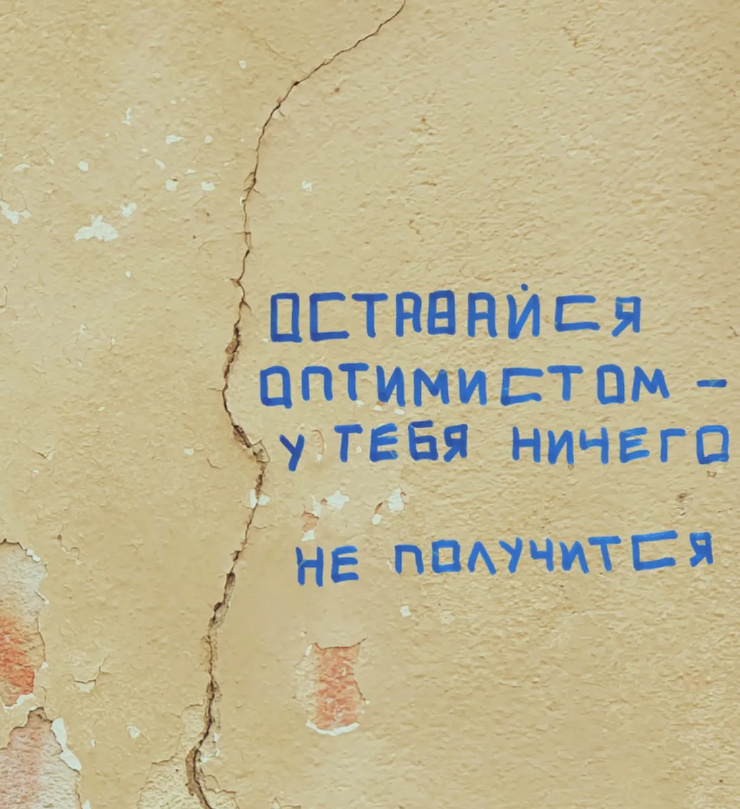 ОСТАВАЙСЯ
ОПТИМИСТОМ –
У ТЕБЯ НИЧЕГО
НЕ ПОЛУЧИТСЯ